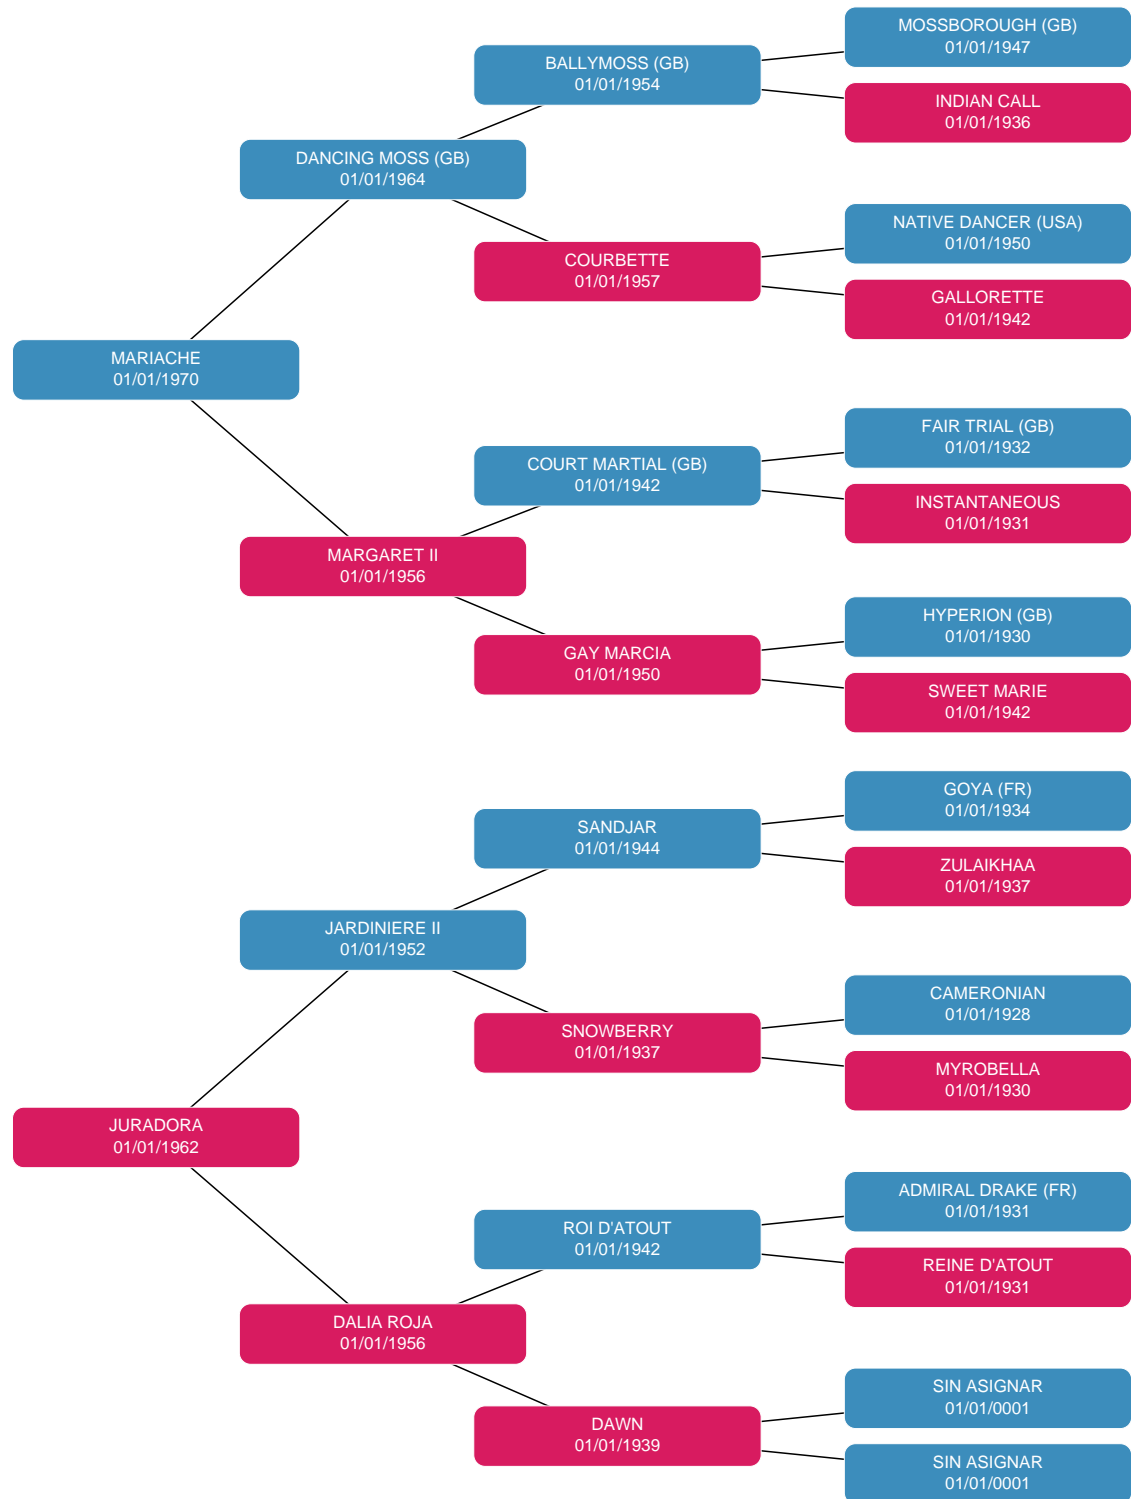 MOSSBOROUGH (GB)
01/01/1947
BALLYMOSS (GB)
01/01/1954
INDIAN CALL
01/01/1936
DANCING MOSS (GB)
01/01/1964
NATIVE DANCER (USA)
01/01/1950
COURBETTE
01/01/1957
GALLORETTE
01/01/1942
MARIACHE
01/01/1970
FAIR TRIAL (GB)
01/01/1932
COURT MARTIAL (GB)
01/01/1942
INSTANTANEOUS
01/01/1931
MARGARET II
01/01/1956
HYPERION (GB)
01/01/1930
GAY MARCIA
01/01/1950
SWEET MARIE
01/01/1942
GOYA (FR)
01/01/1934
SANDJAR
01/01/1944
ZULAIKHAA
01/01/1937
JARDINIERE II
01/01/1952
CAMERONIAN
01/01/1928
SNOWBERRY
01/01/1937
MYROBELLA
01/01/1930
JURADORA
01/01/1962
ADMIRAL DRAKE (FR)
01/01/1931
ROI D'ATOUT
01/01/1942
REINE D'ATOUT
01/01/1931
DALIA ROJA
01/01/1956
SIN ASIGNAR
01/01/0001
DAWN
01/01/1939
SIN ASIGNAR
01/01/0001